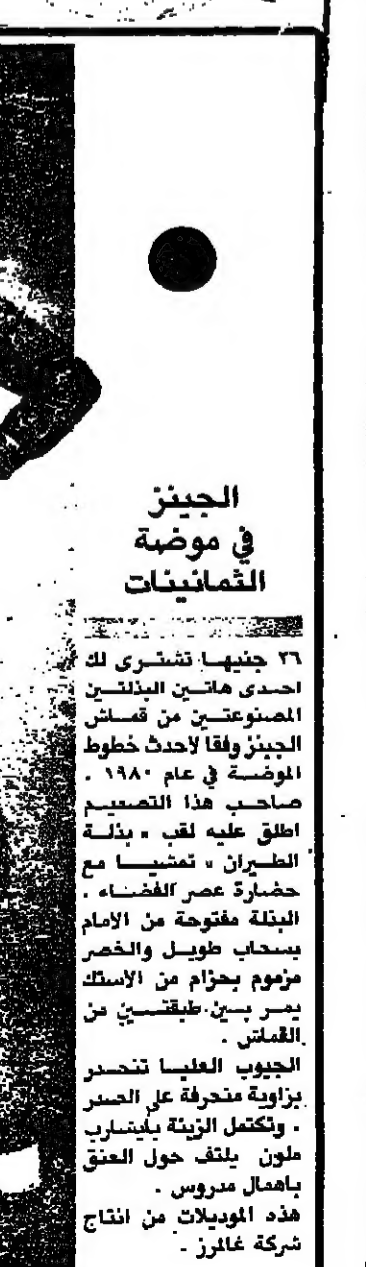 الجينز
في موضة
الثمانينات
٢٦ جنيها تشترى لك
احدى هاتين البذلتين
المصنوعتين من قماش
الجينز وفقا لاحدث خطوط
الموضة في عام ١٩٨٠ .
صاحب هذا التصميم
اطلق عليه لقب « بذلة
الطيران » تمشيا مع
حضارة عصر الفضاء .
البذلة مفتوحة من الامام
بسحاب طويل والخصر
مزموم بحزام من الاستك
يمر بين طبقتين من
القماش .
الجيوب العليا تنحدر
بزاوية منحرفة على الصدر
. وتكتمل الزينة بايشارب
ملون يلتف حول العنق
باهمال مدروس .
هذه الموديلات من انتاج
شركة غالرز .